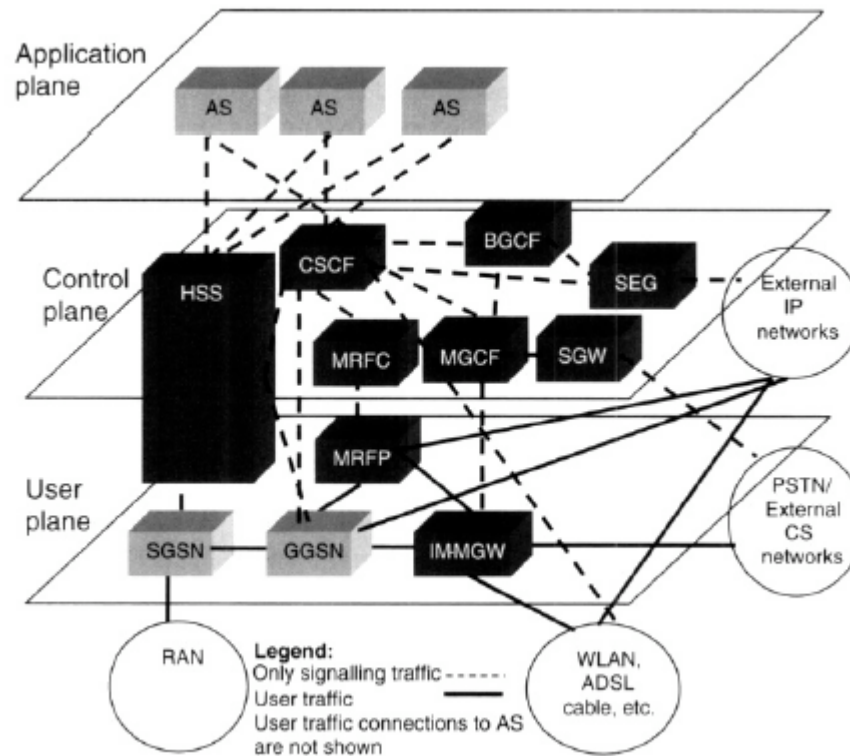 Application
plane
AS
AS
AS
Control
plane
HSS
CSCF
BGCF
SEG
MRFC
MGCF
SGW
External
IP
networks
User
plane
MRFP
SGSN
GGSN
IM-MGW
PSTN/
External
CS
networks
RAN
Legend:
Only signalling traffic
User traffic
User traffic connections to AS
are not shown
WLAN,
ADSL
cable, etc.